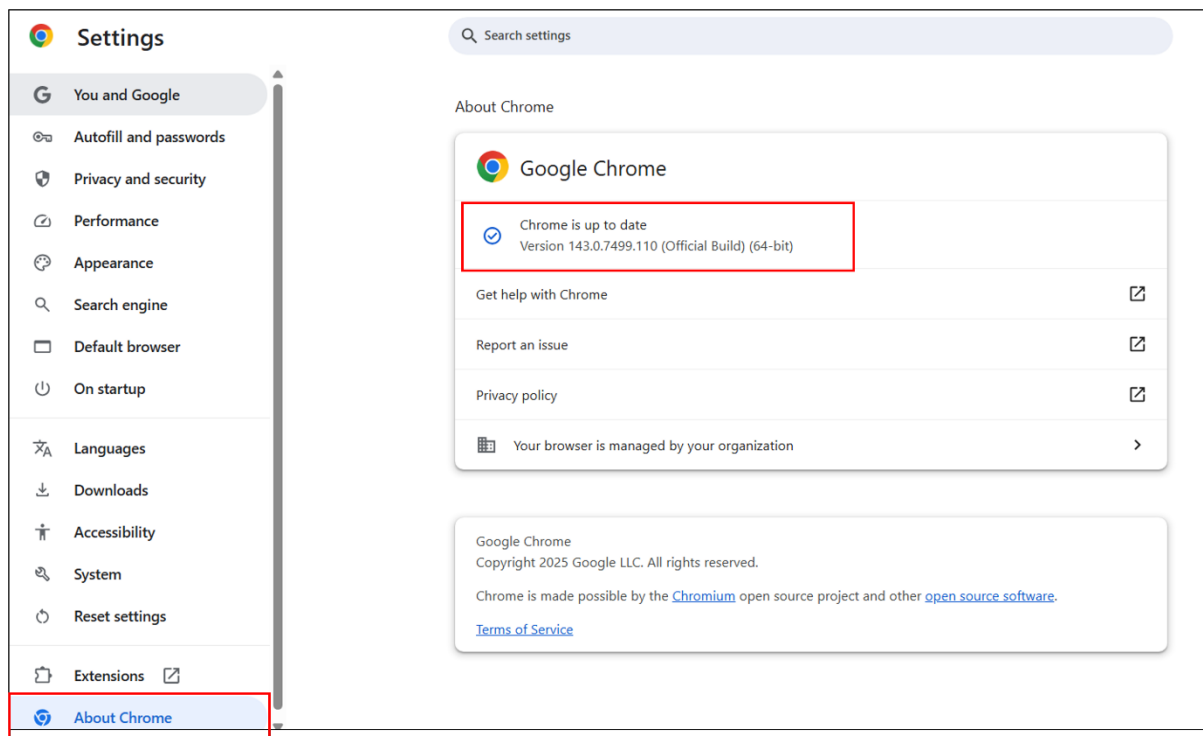 Settings
Search settings
You and Google
Autofill and passwords
Privacy and security
Performance
Appearance
Search engine
Default browser
On startup
Languages
Downloads
Accessibility
System
Reset settings
Extensions
About Chrome
About Chrome
Google Chrome
Chrome is up to date
Version 143.0.7499.110 (Official Build) (64-bit)
Get help with Chrome
Report an issue
Privacy policy
Your browser is managed by your organization
Google Chrome
Copyright 2025 Google LLC. All rights reserved.
Chrome is made possible by the Chromium open source project and other open source software.
Terms of Service